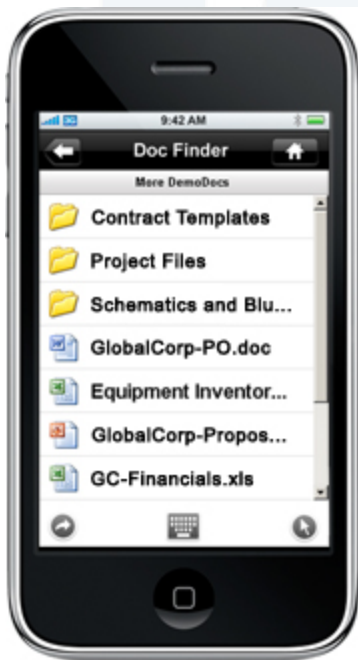 3G
9:42 AM
Doc Finder
More DemoDocs
Contract Templates
Project Files
Schematics and Blu...
GlobalCorp-PO.doc
Equipment Inventor...
GlobalCorp-Propos...
GC-Financials.xls